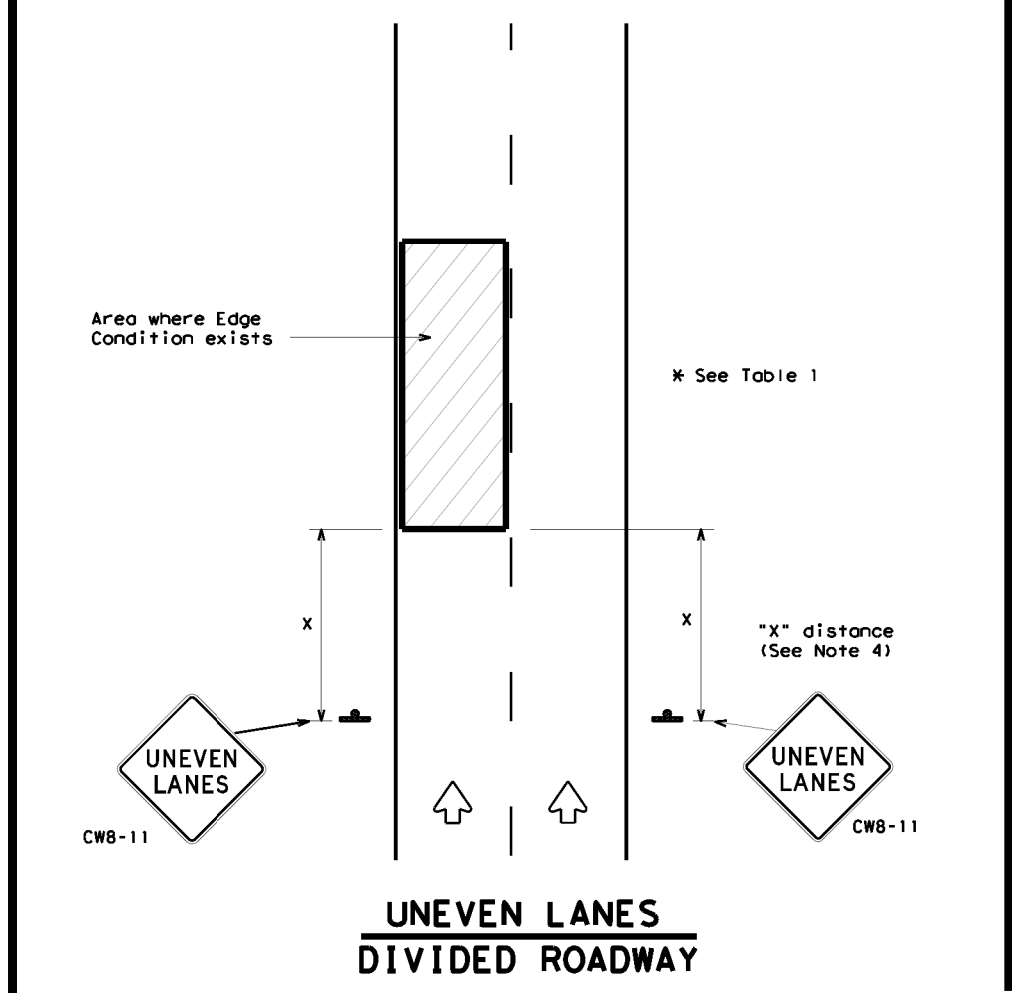 Area where Edge
Condition exists
* See Table 1
X
X
"X" distance
(See Note 4)
UNEVEN
LANES
CW8-11
UNEVEN
LANES
CW8-11
UNEVEN LANES
DIVIDED ROADWAY